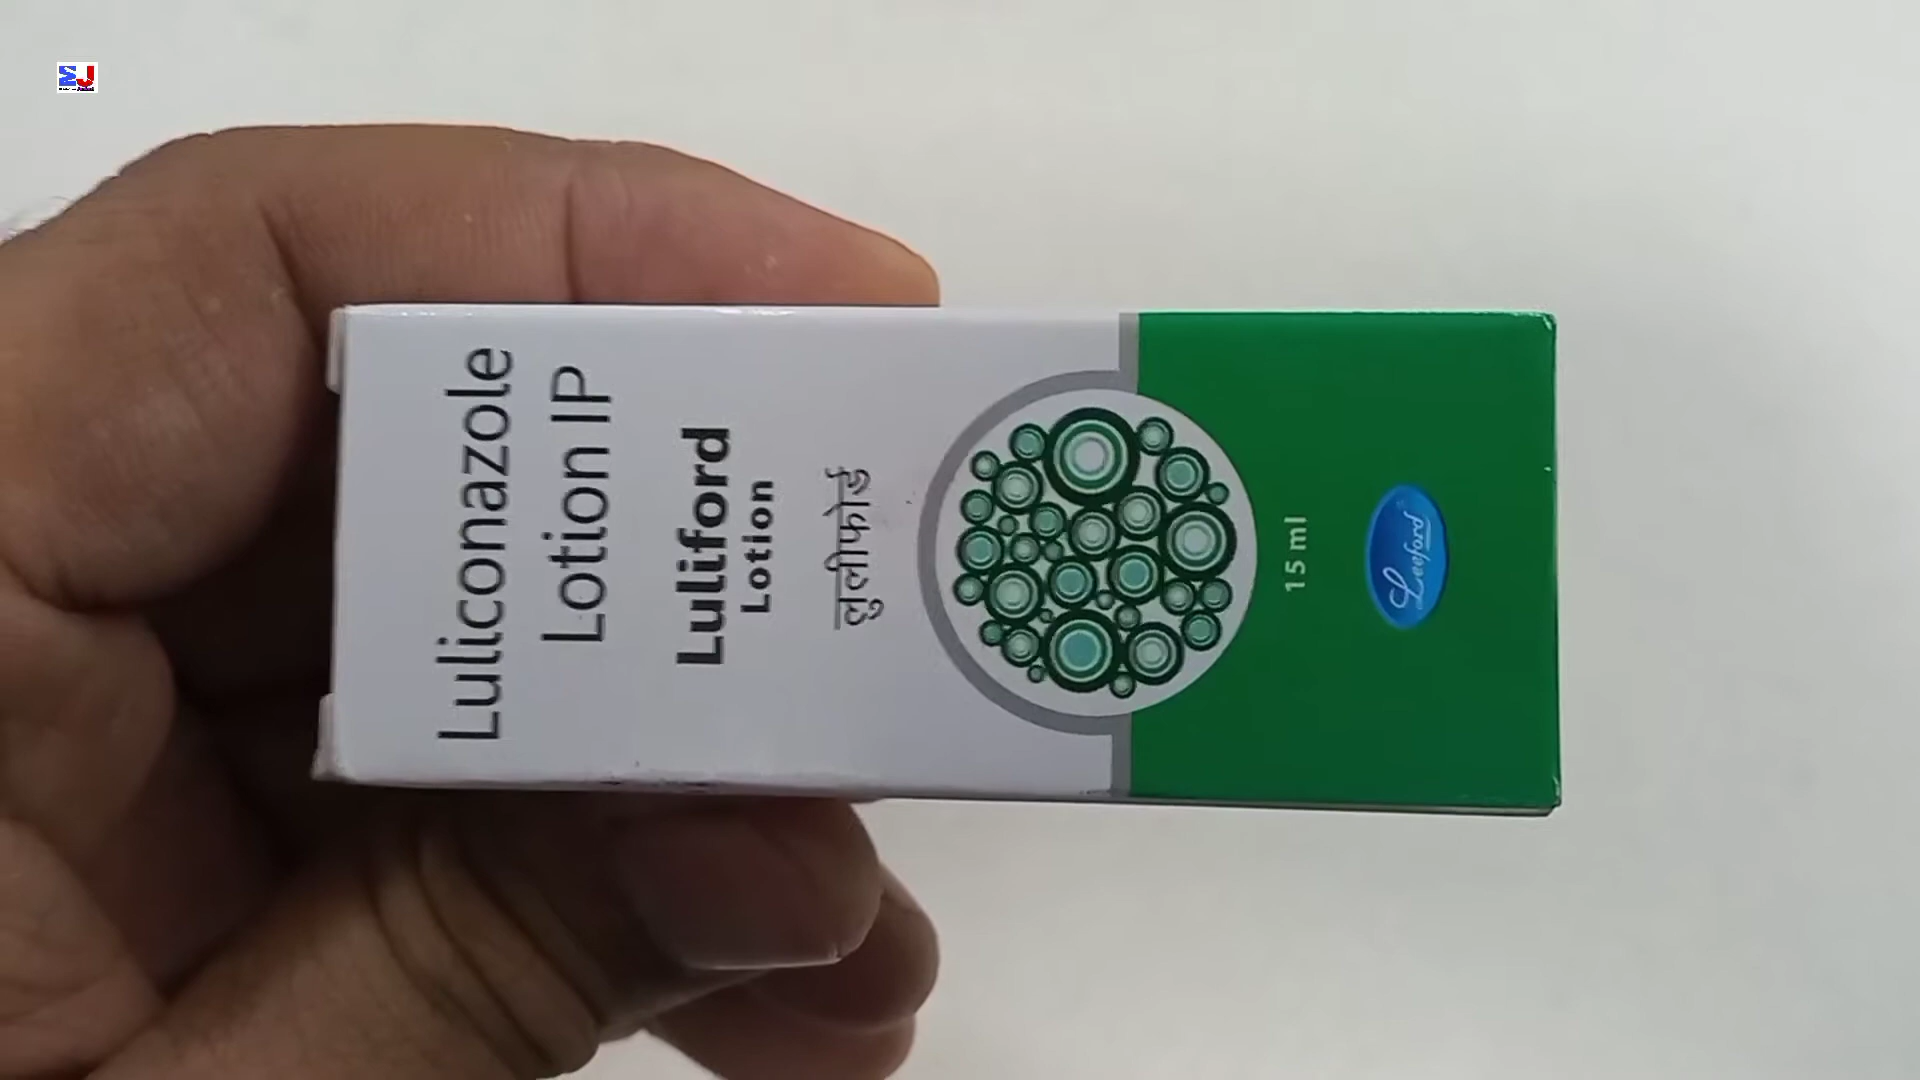 Luliconazole
Lotion IP
Luliford
Lotion
लुलीफोर्ड
15 ml
Leeford